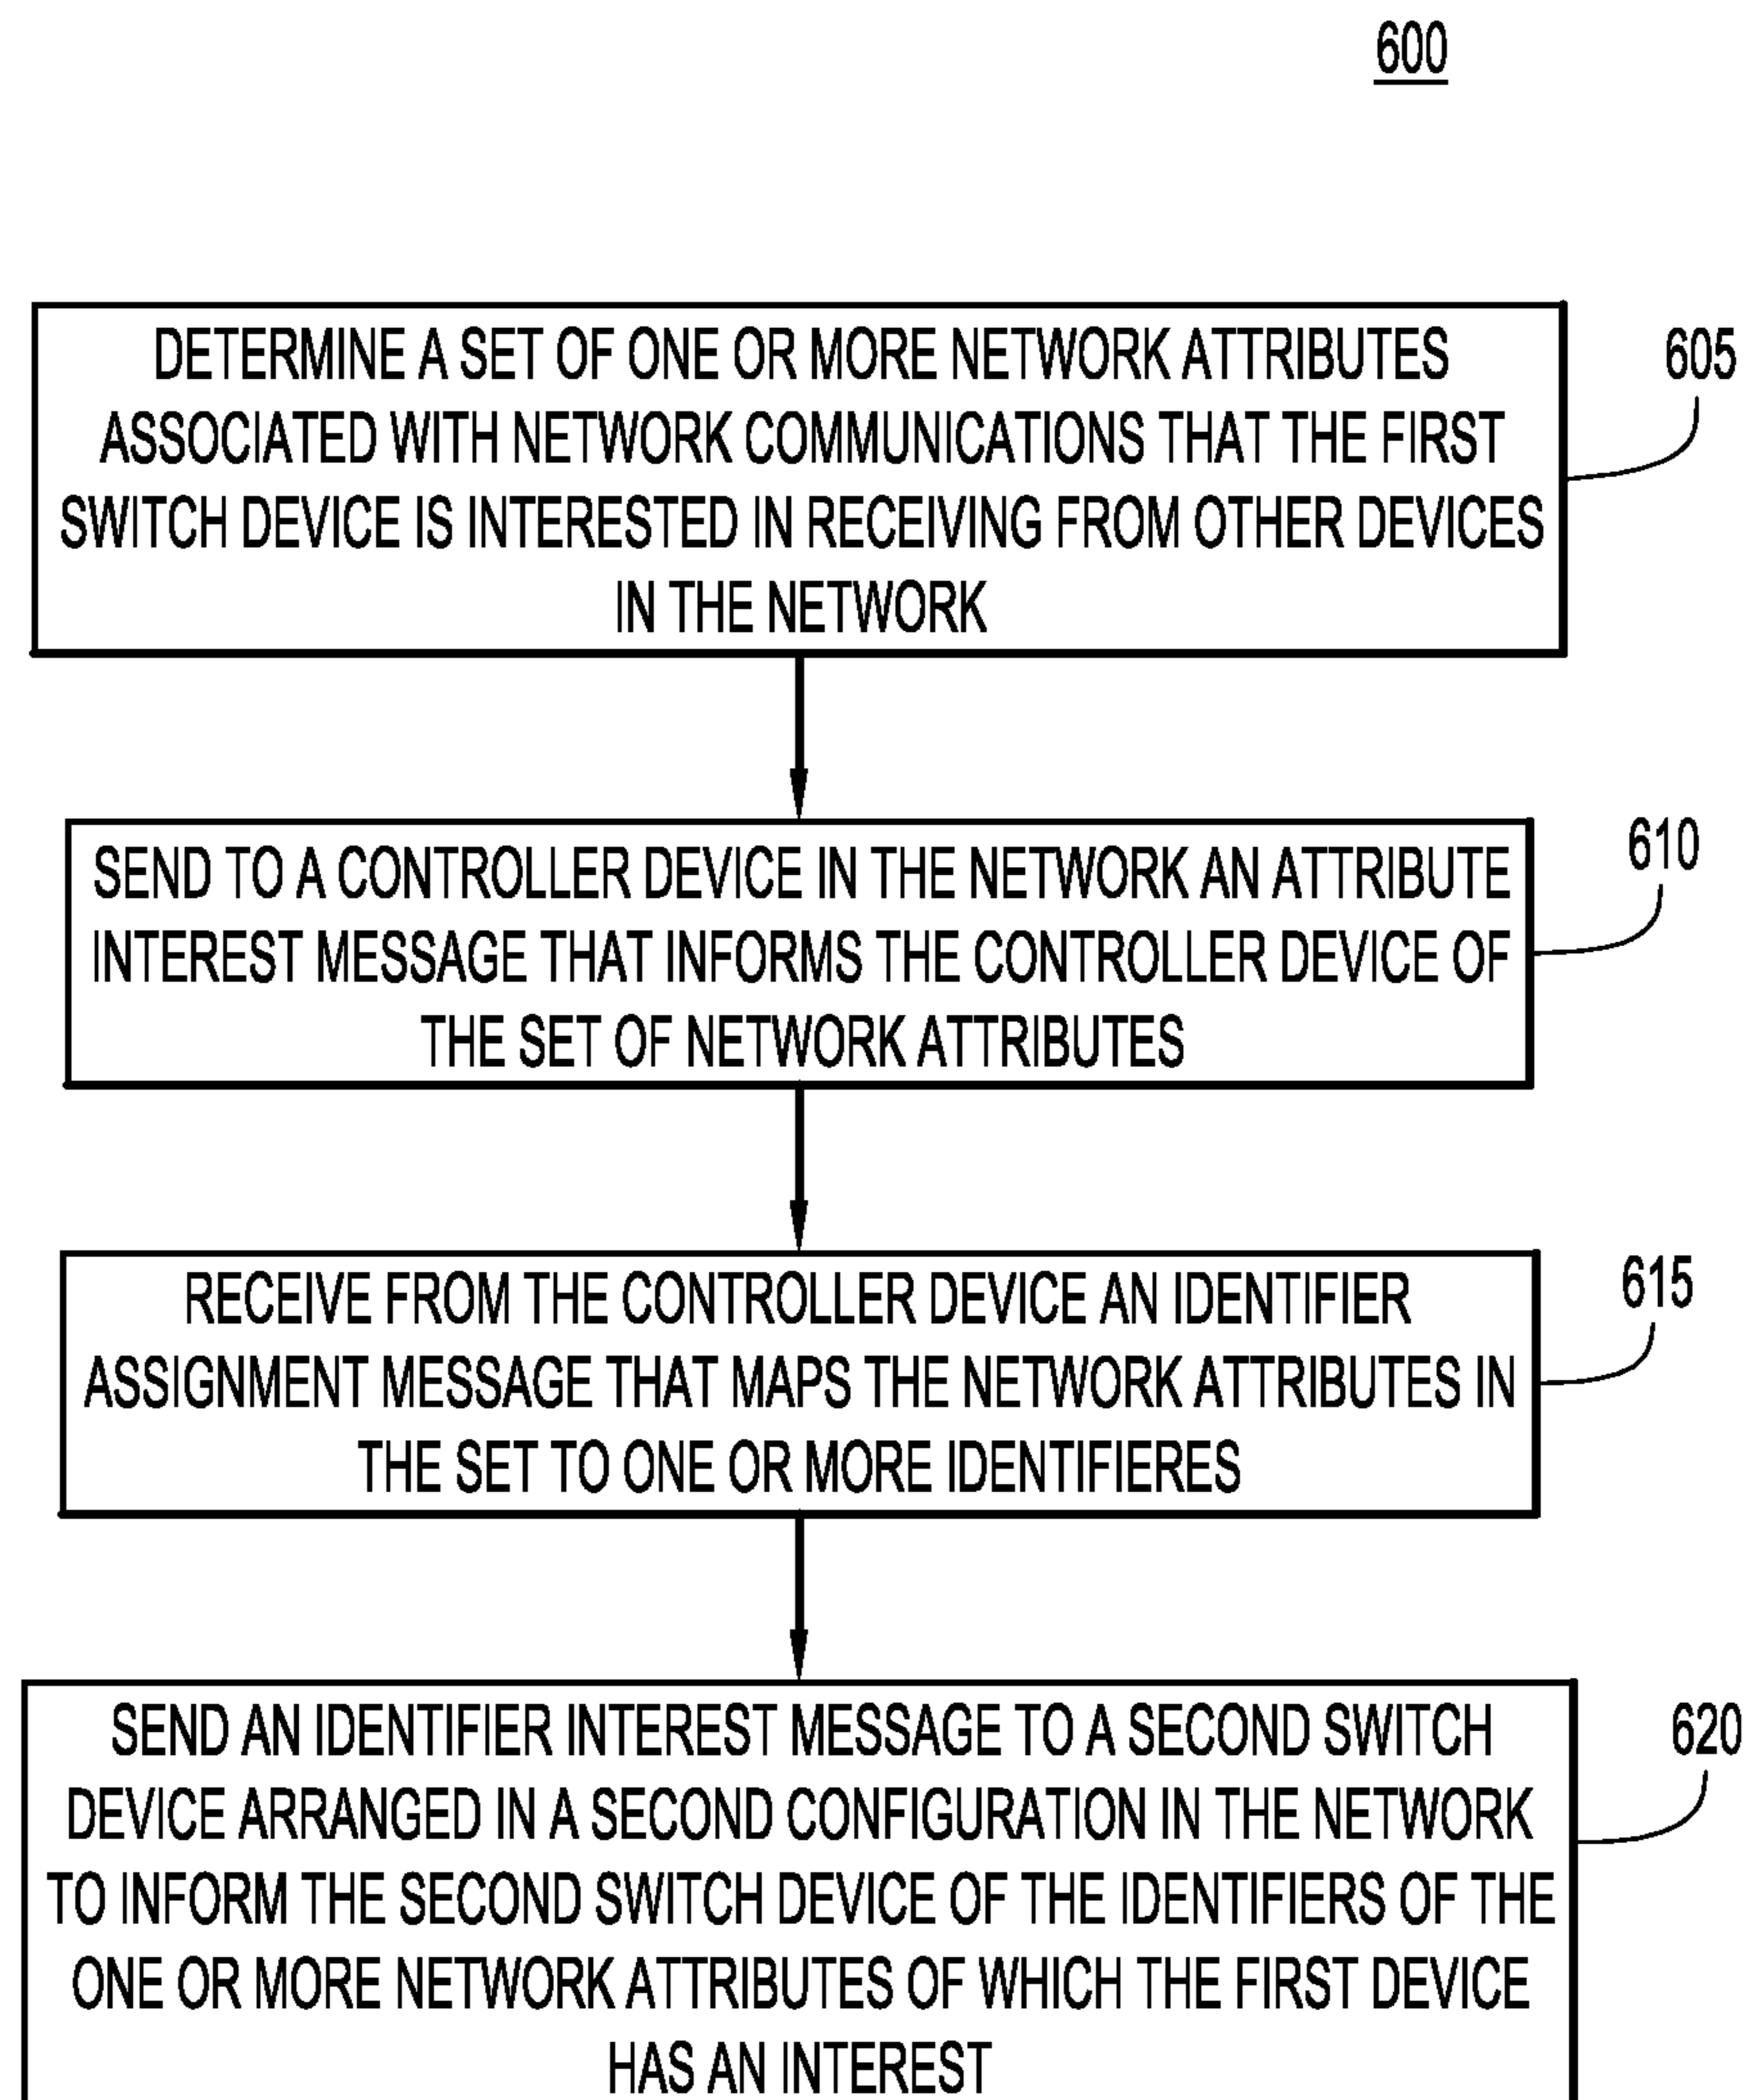 600
DETERMINE A SET OF ONE OR MORE NETWORK ATTRIBUTES
ASSOCIATED WITH NETWORK COMMUNICATIONS THAT THE FIRST
SWITCH DEVICE IS INTERESTED IN RECEIVING FROM OTHER DEVICES
IN THE NETWORK
605
SEND TO A CONTROLLER DEVICE IN THE NETWORK AN ATTRIBUTE
INTEREST MESSAGE THAT INFORMS THE CONTROLLER DEVICE OF
THE SET OF NETWORK ATTRIBUTES
610
RECEIVE FROM THE CONTROLLER DEVICE AN IDENTIFIER
ASSIGNMENT MESSAGE THAT MAPS THE NETWORK ATTRIBUTES IN
THE SET TO ONE OR MORE IDENTIFIERES
615
SEND AN IDENTIFIER INTEREST MESSAGE TO A SECOND SWITCH
DEVICE ARRANGED IN A SECOND CONFIGURATION IN THE NETWORK
TO INFORM THE SECOND SWITCH DEVICE OF THE IDENTIFIERS OF THE
ONE OR MORE NETWORK ATTRIBUTES OF WHICH THE FIRST DEVICE
HAS AN INTEREST
620